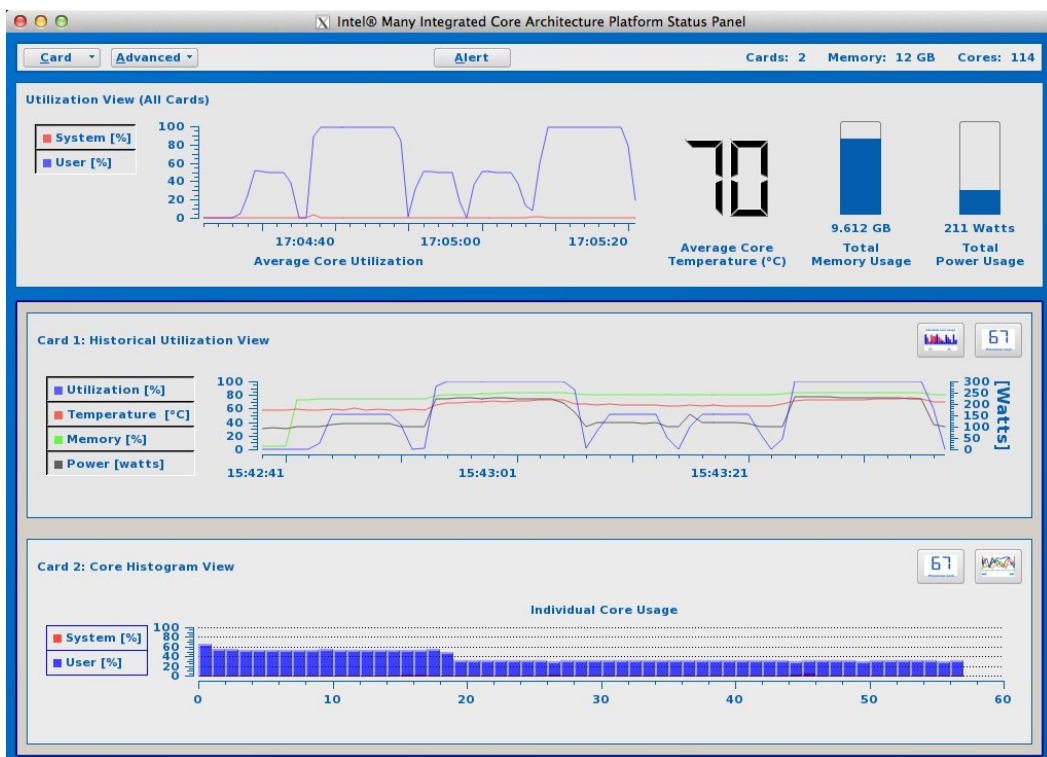 Intel® Many Integrated Core Architecture Platform Status Panel
Card Advanced Alert Cards: 2 Memory: 12 GB Cores: 114
Utilization View (All Cards)
System [%]
User [%]
100
80
60
40
20
0
17:04:40 17:05:00 17:05:20
Average Core Utilization
70
Average Core
Temperature (°C)
9.612 GB
Total
Memory Usage
211 Watts
Total
Power Usage
Card 1: Historical Utilization View
67
Utilization [%]
Temperature [°C]
Memory [%]
Power [watts]
100
80
60
40
20
0
300
250
200
150
100
50
0
[Watts]
15:42:41 15:43:01 15:43:21
Card 2: Core Histogram View
67
Individual Core Usage
System [%]
User [%]
100
80
60
40
20
0
0 10 20 30 40 50 60